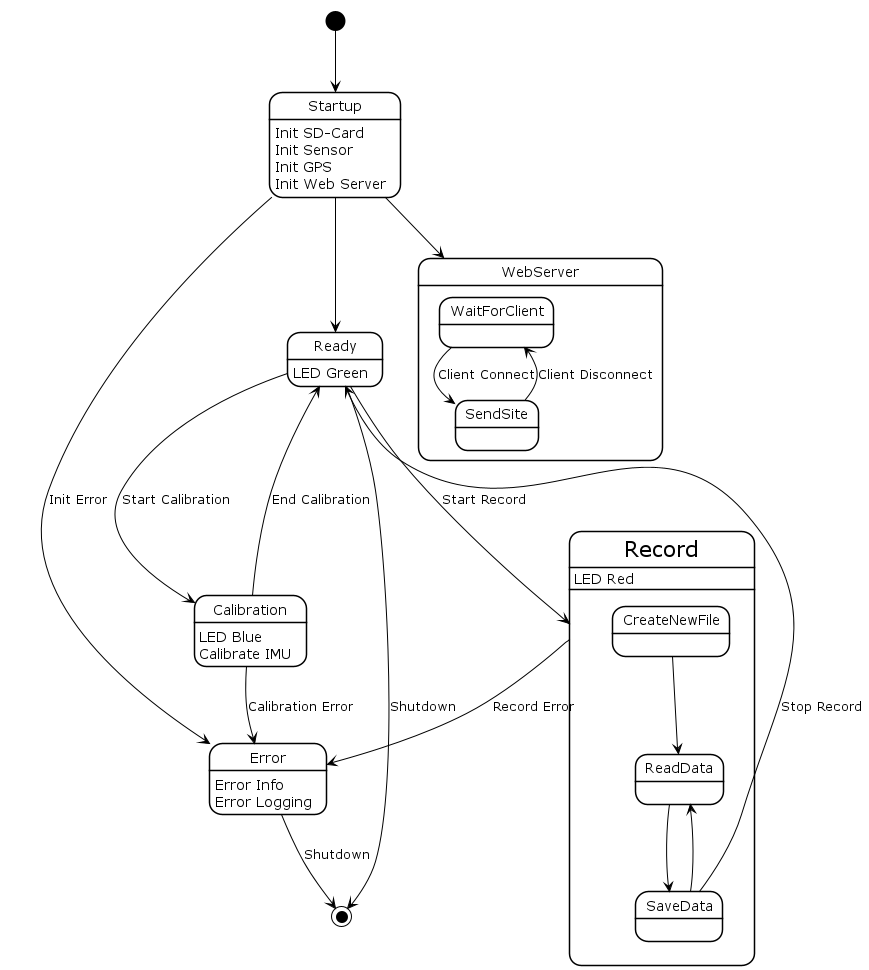 Startup
Init SD-Card
Init Sensor
Init GPS
Init Web Server
WebServer
WaitForClient
Ready
LED Green
Client Connect
Client Disconnect
SendSite
Init Error
Start Calibration
End Calibration
Start Record
Record
LED Red
CreateNewFile
Calibration
LED Blue
Calibrate IMU
Calibration Error
Shutdown
Record Error
Stop Record
Error
Error Info
Error Logging
ReadData
Shutdown
SaveData